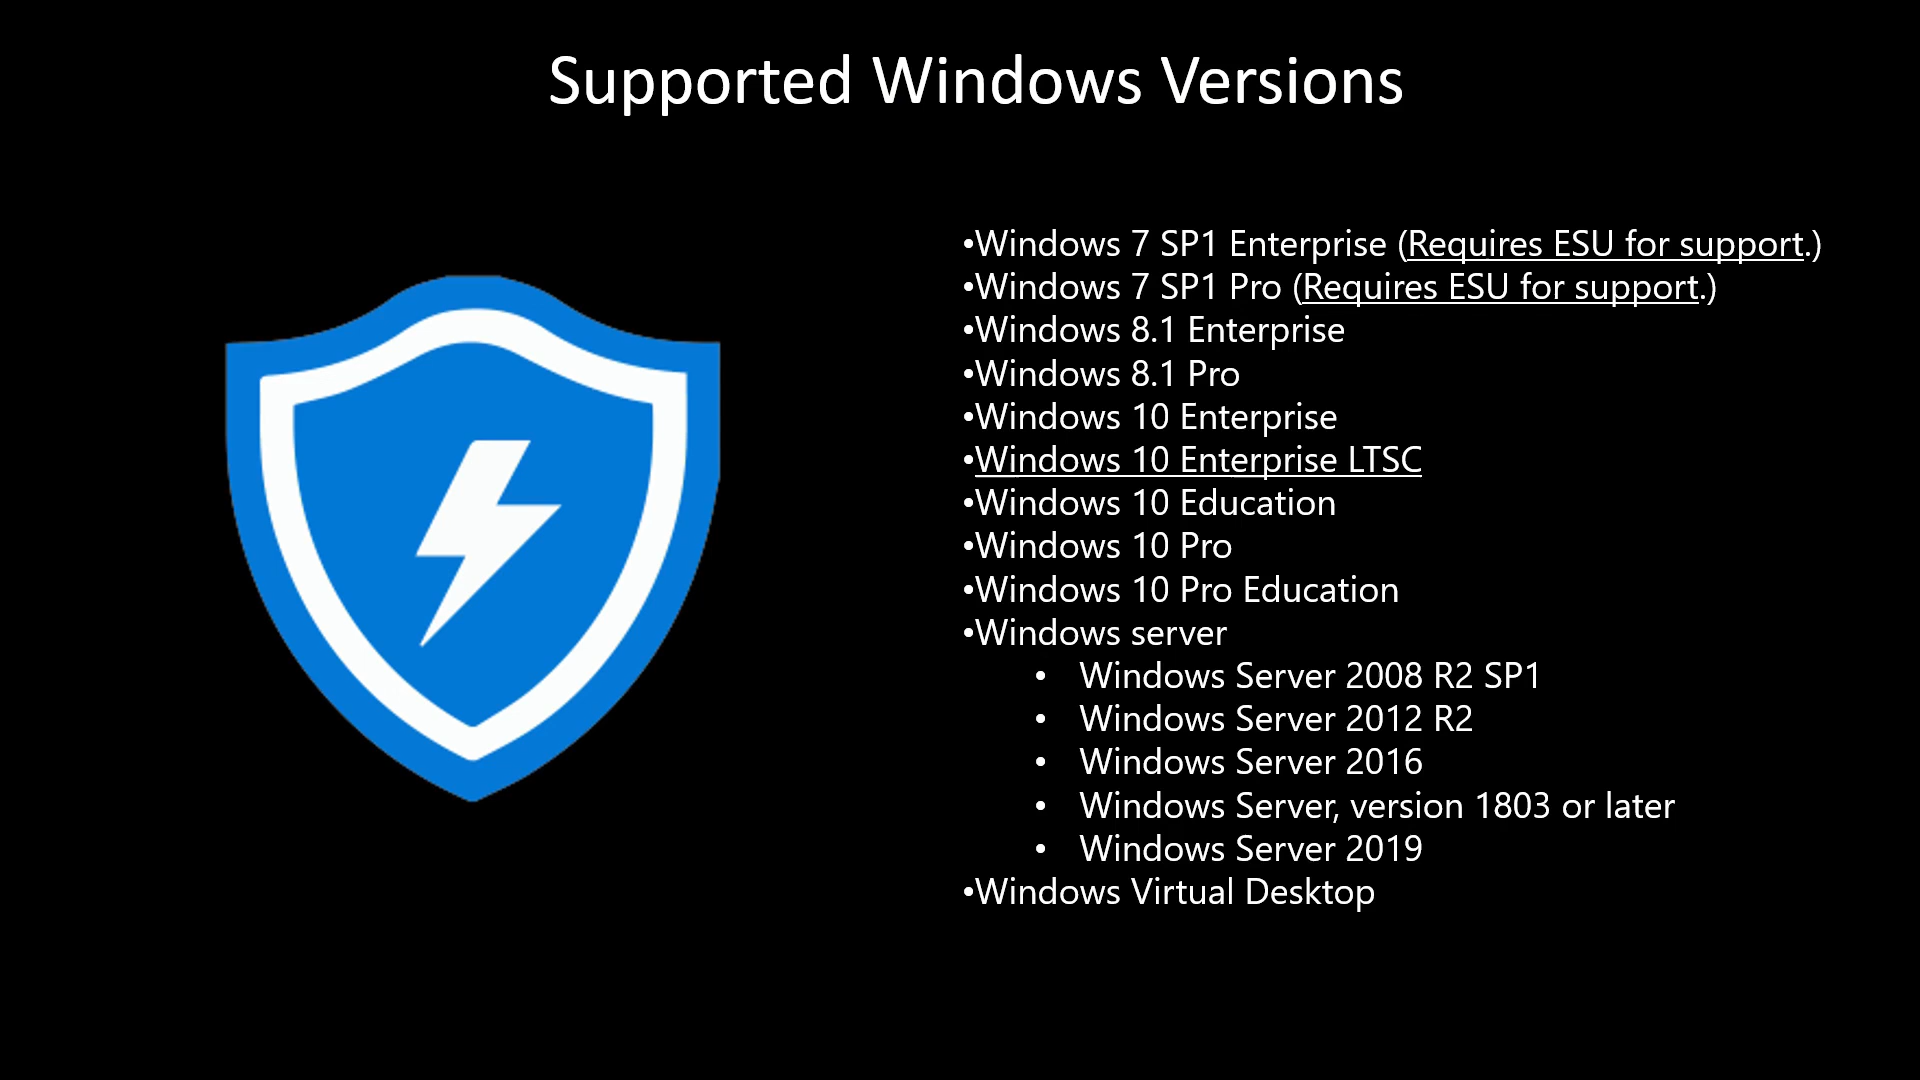 Supported Windows Versions
•Windows 7 SP1 Enterprise (Requires ESU for support.)
•Windows 7 SP1 Pro (Requires ESU for support.)
•Windows 8.1 Enterprise
•Windows 8.1 Pro
•Windows 10 Enterprise
•Windows 10 Enterprise LTSC
•Windows 10 Education
•Windows 10 Pro
•Windows 10 Pro Education
•Windows server
• Windows Server 2008 R2 SP1
• Windows Server 2012 R2
• Windows Server 2016
• Windows Server, version 1803 or later
• Windows Server 2019
•Windows Virtual Desktop